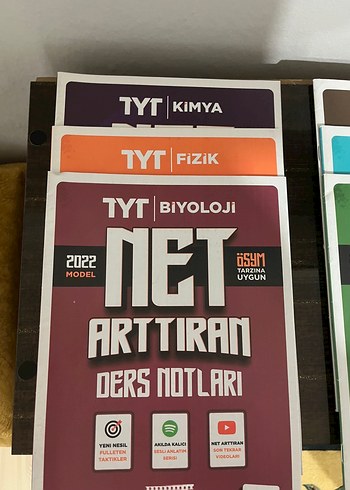 TYT KİMYA
TYT FİZİK
TYT BİYOLOJİ
2022
MODEL
NET
ÖSYM
TARZINA
UYGUN
ARTTIRAN
DERS NOTLARI
YENİ NESİL
FULLETEN
TAKTİKLER
AKILDA KALICI
SESLİ ANLATIM
SERİSİ
NET ARTTIRAN
SON TEKRAR
VİDEOLARI